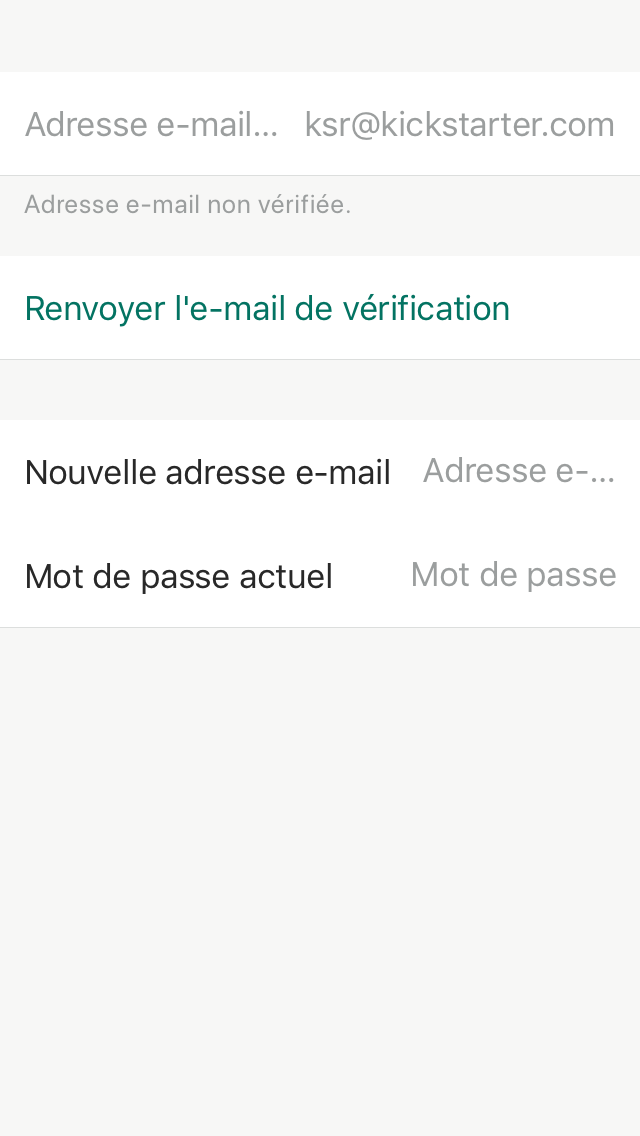 Adresse e-mail... ksr@kickstarter.com
Adresse e-mail non vérifiée.
Renvoyer l'e-mail de vérification
Nouvelle adresse e-mail Adresse e-...
Mot de passe actuel Mot de passe